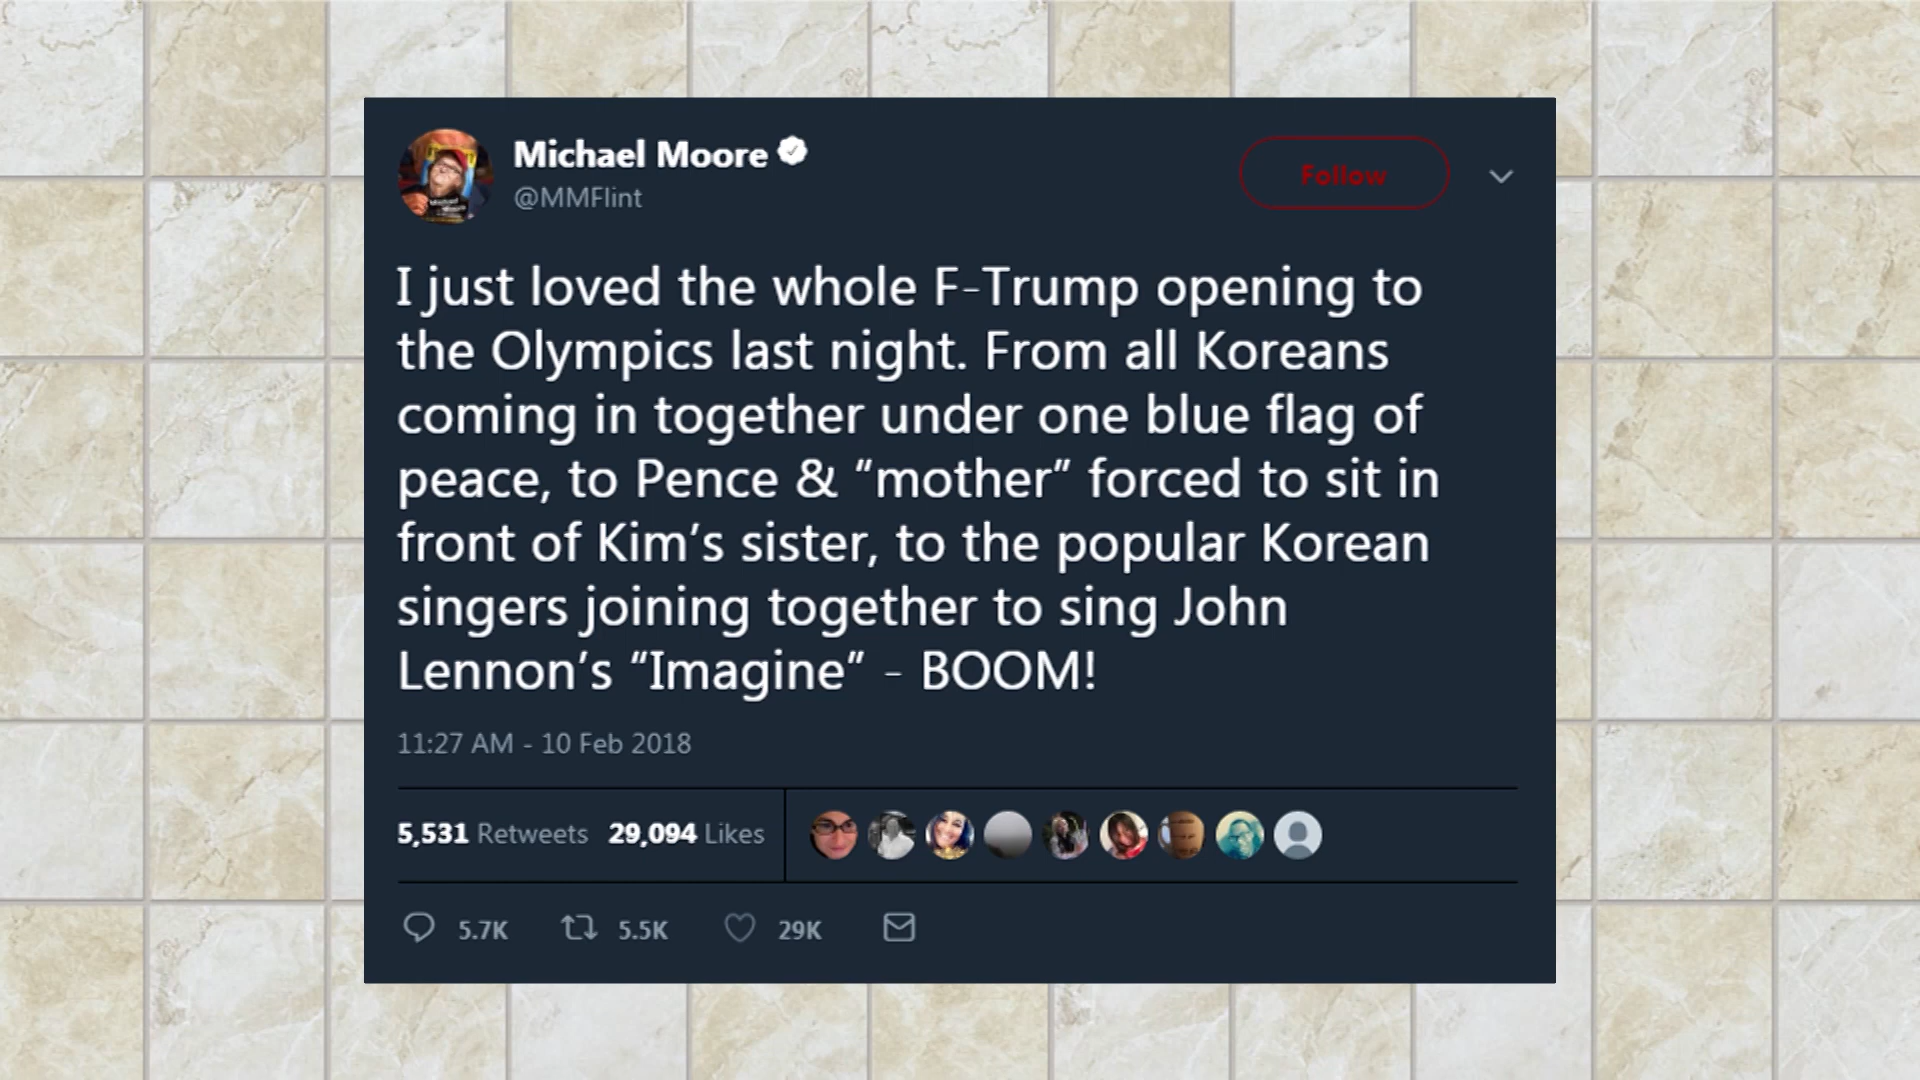 Michael Moore
@MMFlint
Follow
I just loved the whole F-Trump opening to
the Olympics last night. From all Koreans
coming in together under one blue flag of
peace, to Pence & “mother” forced to sit in
front of Kim’s sister, to the popular Korean
singers joining together to sing John
Lennon’s “Imagine” - BOOM!
11:27 AM - 10 Feb 2018
5,531 Retweets 29,094 Likes
5.7K 5.5K 29K